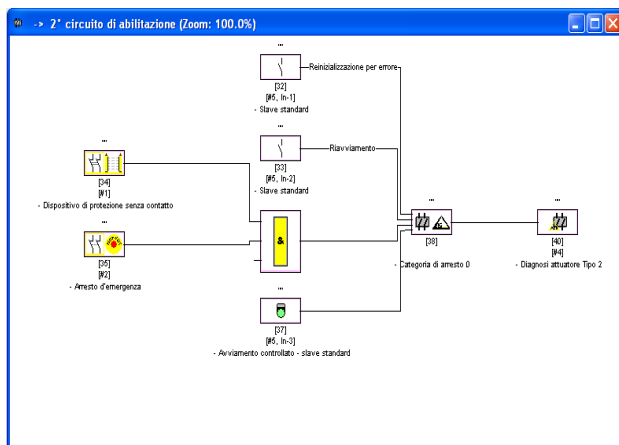 -> 2° circuito di abilitazione (Zoom: 100.0%)
...
Reinizializzazione per errore
[32]
[#5, In-1]
- Slave standard
...
Riavviamento
[33]
[#5, In-2]
- Slave standard
...
[34]
[#1]
- Dispositivo di protezione senza contatto
...
[35]
[#2]
- Arresto d'emergenza
...
&
...
[38]
- Categoria di arresto 0
...
[40]
[#4]
- Diagnosi attuatore Tipo 2
...
[37]
[#5, In-3]
- Avviamento controllato - slave standard